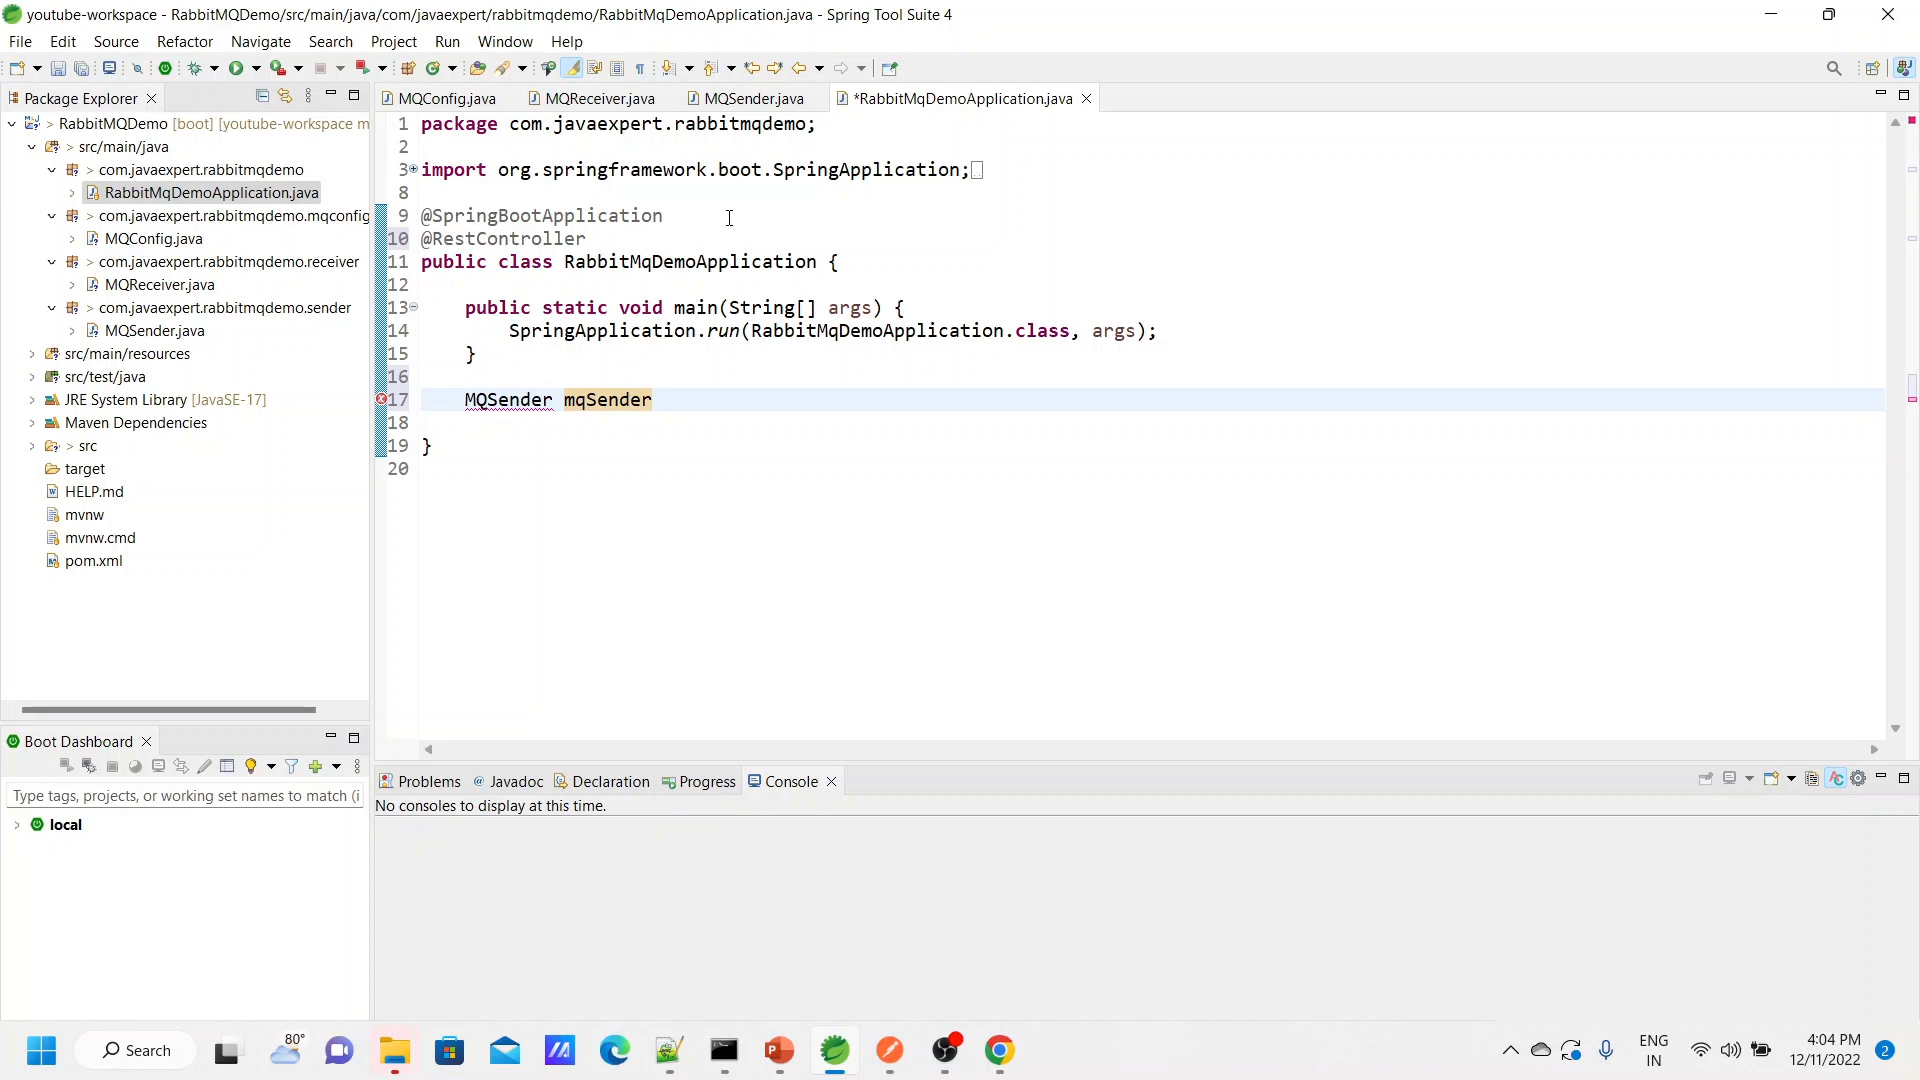 youtube-workspace - RabbitMQDemo/src/main/java/com/javaexpert/rabbitmqdemo/RabbitMqDemoApplication.java - Spring Tool Suite 4
File Edit Source Refactor Navigate Search Project Run Window Help
Package Explorer
RabbitMQDemo [boot] [youtube-workspace m
> src/main/java
> com.javaexpert.rabbitmqdemo
RabbitMqDemoApplication.java
> com.javaexpert.rabbitmqdemo.mqconfig
MQConfig.java
> com.javaexpert.rabbitmqdemo.receiver
MQReceiver.java
> com.javaexpert.rabbitmqdemo.sender
MQSender.java
src/main/resources
src/test/java
JRE System Library [JavaSE-17]
Maven Dependencies
> src
target
HELP.md
mvnw
mvnw.cmd
pom.xml
MQConfig.java MQReceiver.java MQSender.java *RabbitMqDemoApplication.java
1 package com.javaexpert.rabbitmqdemo;
2
3 import org.springframework.boot.SpringApplication;
8
9 @SpringBootApplication
10 @RestController
11 public class RabbitMqDemoApplication {
12
13 public static void main(String[] args) {
14 SpringApplication.run(RabbitMqDemoApplication.class, args);
15 }
16
17 MQSender mqSender
18
19 }
20
Boot Dashboard
Type tags, projects, or working set names to match (i
local
Problems @ Javadoc Declaration Progress Console
No consoles to display at this time.
80°
Search
ENG
IN
4:04 PM
12/11/2022
2